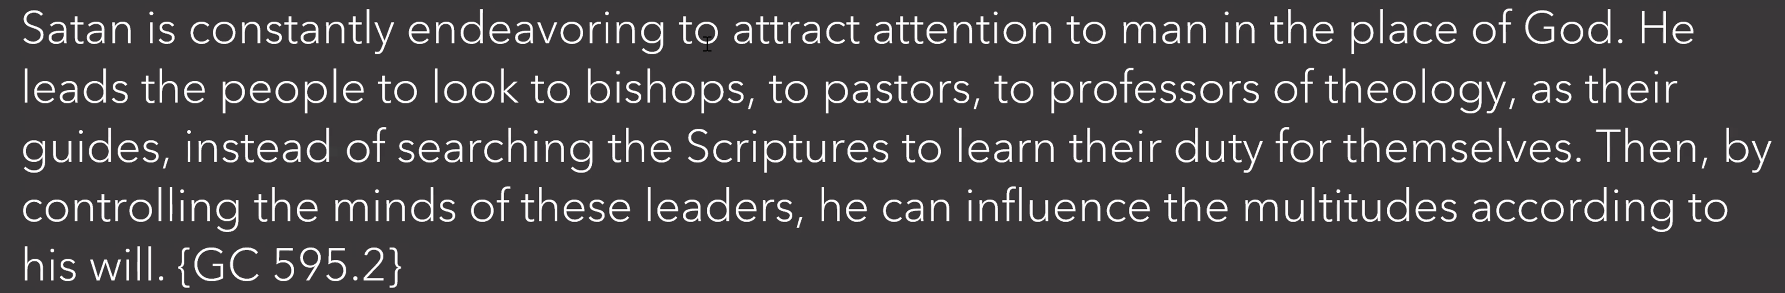 Satan is constantly endeavoring to attract attention to man in the place of God. He
leads the people to look to bishops, to pastors, to professors of theology, as their
guides, instead of searching the Scriptures to learn their duty for themselves. Then, by
controlling the minds of these leaders, he can influence the multitudes according to
his will. {GC 595.2}